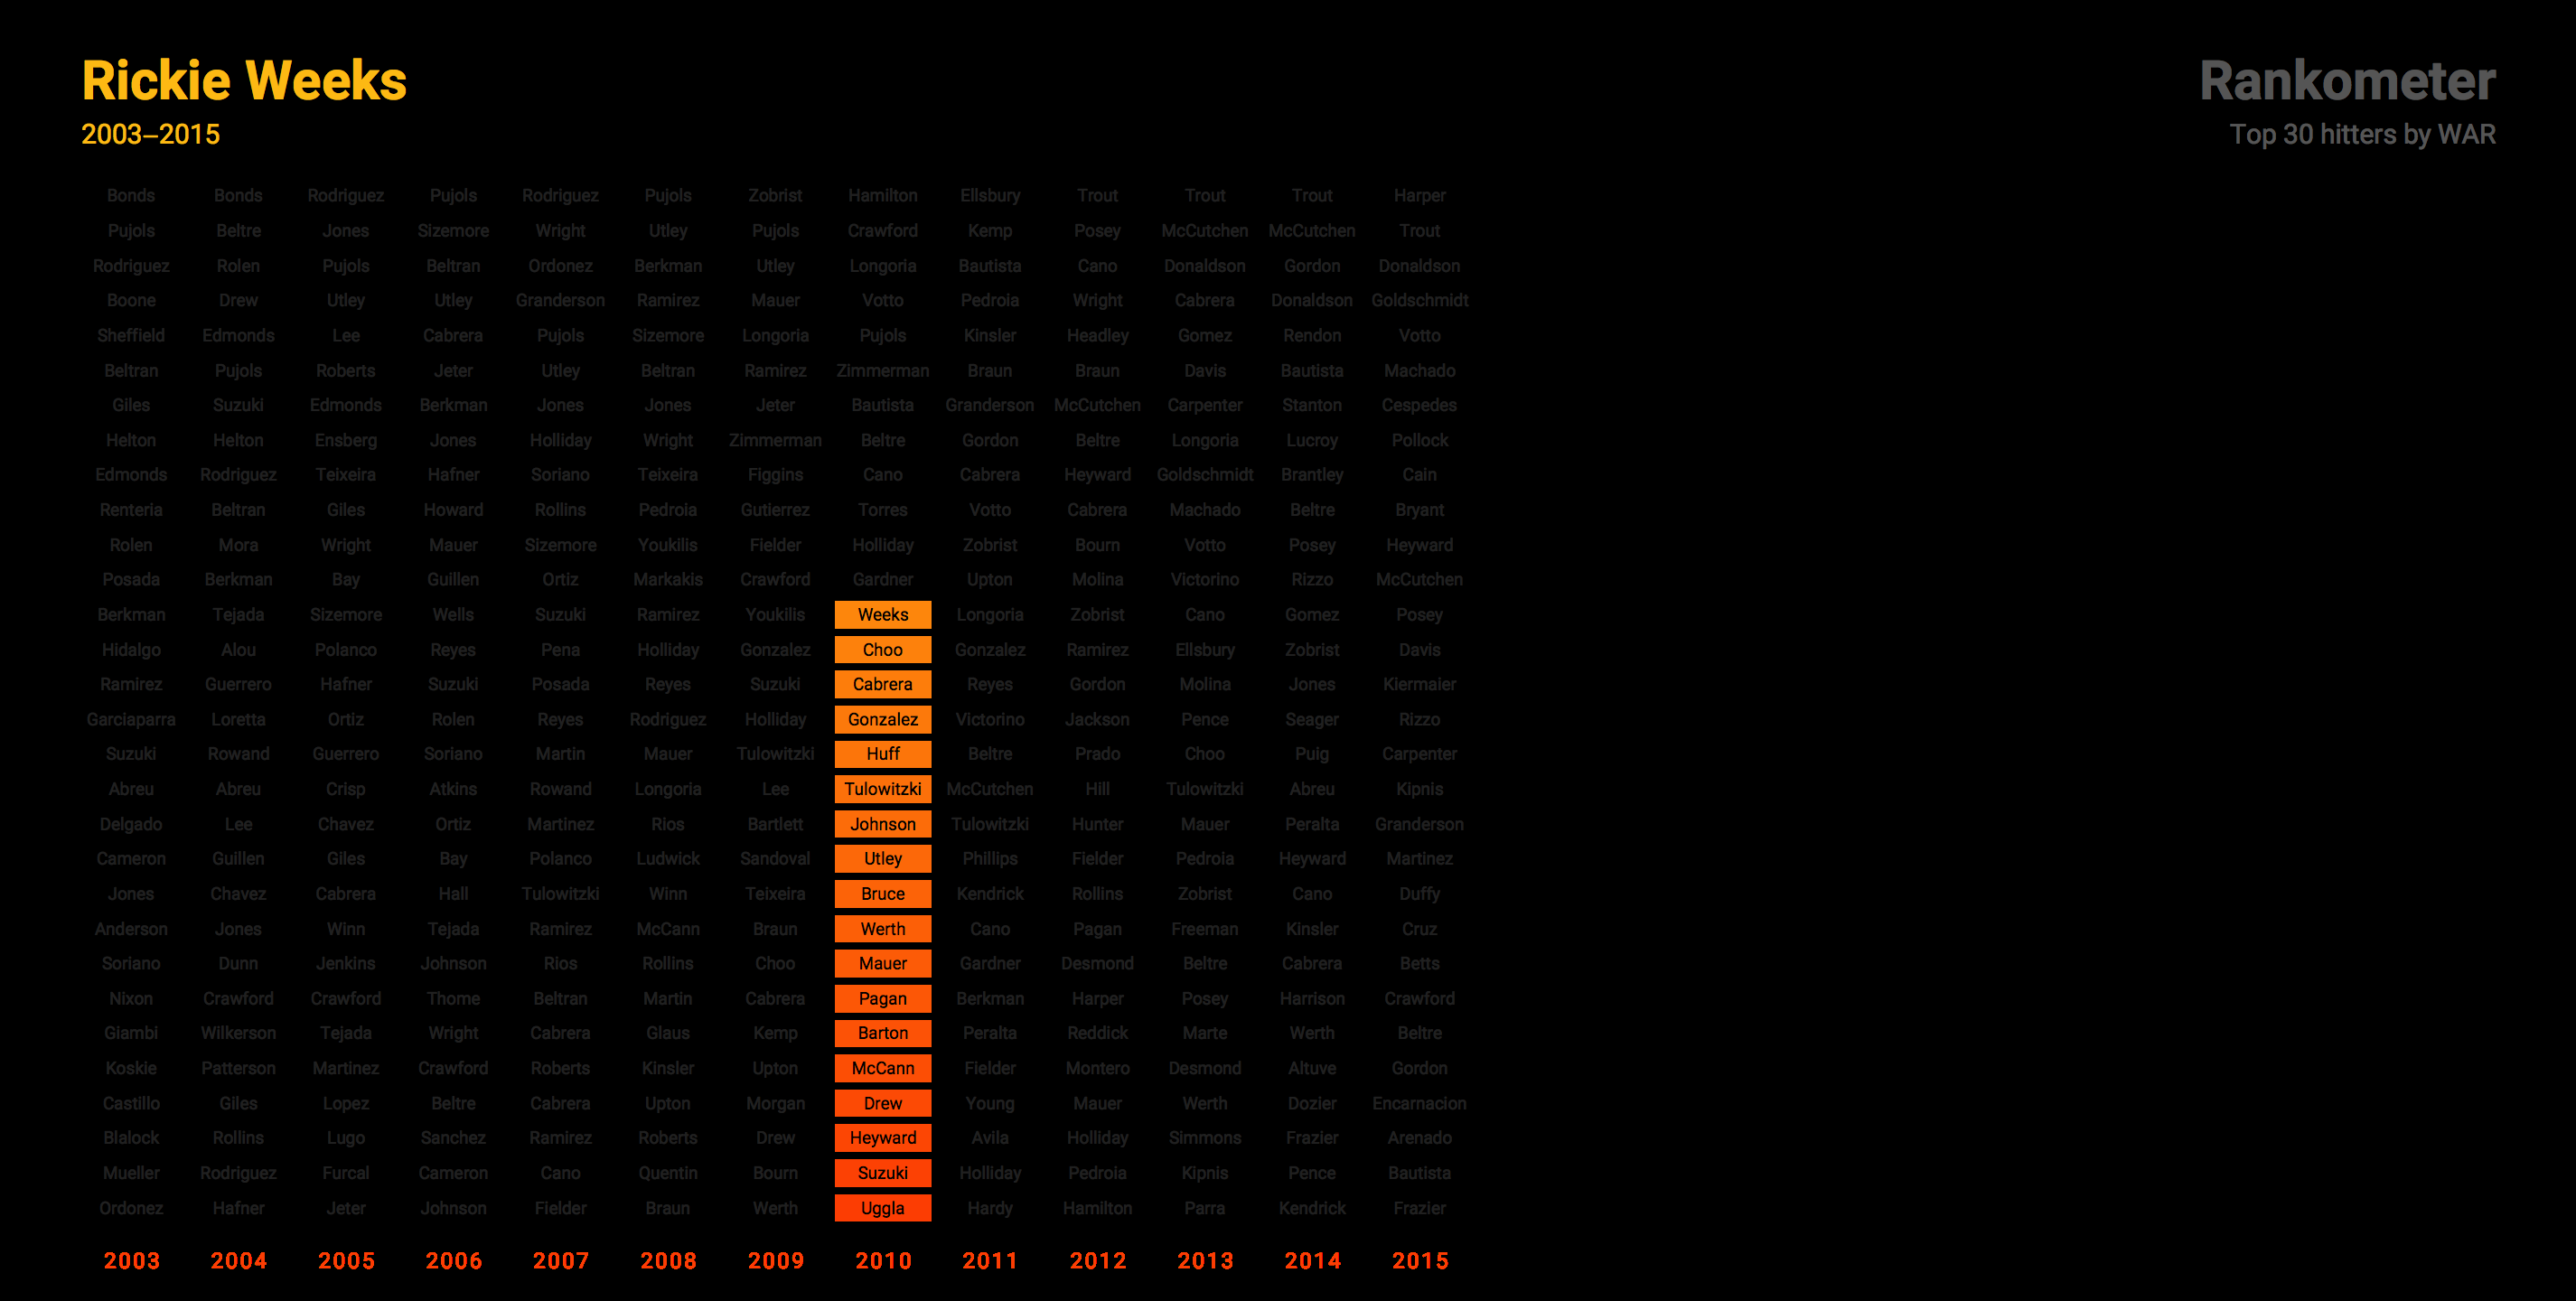 Rickie Weeks
2003–2015
Rankometer
Top 30 hitters by WAR
Bonds Bonds Rodriguez Pujols Rodriguez Pujols Zobrist Hamilton Ellsbury Trout Trout Trout Harper
Pujols Beltre Jones Sizemore Wright Utley Pujols Crawford Kemp Posey McCutchen McCutchen Trout
Rodriguez Rolen Pujols Beltran Ordonez Berkman Utley Longoria Bautista Cano Donaldson Gordon Donaldson
Boone Drew Utley Utley Granderson Ramirez Mauer Votto Pedroia Wright Cabrera Donaldson Goldschmidt
Sheffield Edmonds Lee Cabrera Pujols Sizemore Longoria Pujols Kinsler Headley Gomez Rendon Votto
Beltran Pujols Roberts Jeter Utley Beltran Ramirez Zimmerman Braun Braun Davis Bautista Machado
Giles Suzuki Edmonds Berkman Jones Jones Jeter Bautista Granderson McCutchen Carpenter Stanton Cespedes
Helton Helton Ensberg Jones Holliday Wright Zimmerman Beltre Gordon Beltre Longoria Lucroy Pollock
Edmonds Rodriguez Teixeira Hafner Soriano Teixeira Figgins Cano Cabrera Heyward Goldschmidt Brantley Cain
Renteria Beltran Giles Howard Rollins Pedroia Gutierrez Torres Votto Cabrera Machado Beltre Bryant
Rolen Mora Wright Mauer Sizemore Youkilis Fielder Holliday Zobrist Bourn Votto Posey Heyward
Posada Berkman Bay Guillen Ortiz Markakis Crawford Gardner Upton Molina Victorino Rizzo McCutchen
Berkman Tejada Sizemore Wells Suzuki Ramirez Youkilis Weeks Longoria Zobrist Cano Gomez Posey
Hidalgo Alou Polanco Reyes Pena Holliday Gonzalez Choo Gonzalez Ramirez Ellsbury Zobrist Davis
Ramirez Guerrero Hafner Suzuki Posada Reyes Suzuki Cabrera Reyes Gordon Molina Jones Kiermaier
Garciaparra Loretta Ortiz Rolen Reyes Rodriguez Holliday Gonzalez Victorino Jackson Pence Seager Rizzo
Suzuki Rowand Guerrero Soriano Martin Mauer Tulowitzki Huff Beltre Prado Choo Puig Carpenter
Abreu Abreu Crisp Atkins Rowand Longoria Lee Tulowitzki McCutchen Hill Tulowitzki Abreu Kipnis
Delgado Lee Chavez Ortiz Martinez Rios Bartlett Johnson Tulowitzki Hunter Mauer Peralta Granderson
Cameron Guillen Giles Bay Polanco Ludwick Sandoval Utley Phillips Fielder Pedroia Heyward Martinez
Jones Chavez Cabrera Hall Tulowitzki Winn Teixeira Bruce Kendrick Rollins Zobrist Cano Duffy
Anderson Jones Winn Tejada Ramirez McCann Braun Werth Cano Pagan Freeman Kinsler Cruz
Soriano Dunn Jenkins Johnson Rios Rollins Choo Mauer Gardner Desmond Beltre Cabrera Betts
Nixon Crawford Crawford Thome Beltran Martin Cabrera Pagan Berkman Harper Posey Harrison Crawford
Giambi Wilkerson Tejada Wright Cabrera Glaus Kemp Barton Peralta Reddick Marte Werth Beltre
Koskie Patterson Martinez Crawford Roberts Kinsler Upton McCann Fielder Montero Desmond Altuve Gordon
Castillo Giles Lopez Beltre Cabrera Upton Morgan Drew Young Mauer Werth Dozier Encarnacion
Blalock Rollins Lugo Sanchez Ramirez Roberts Drew Heyward Avila Holliday Simmons Frazier Arenado
Mueller Rodriguez Furcal Cameron Cano Quentin Bourn Suzuki Holliday Pedroia Kipnis Pence Bautista
Ordonez Hafner Jeter Johnson Fielder Braun Werth Uggla Hardy Hamilton Parra Kendrick Frazier
2003 2004 2005 2006 2007 2008 2009 2010 2011 2012 2013 2014 2015